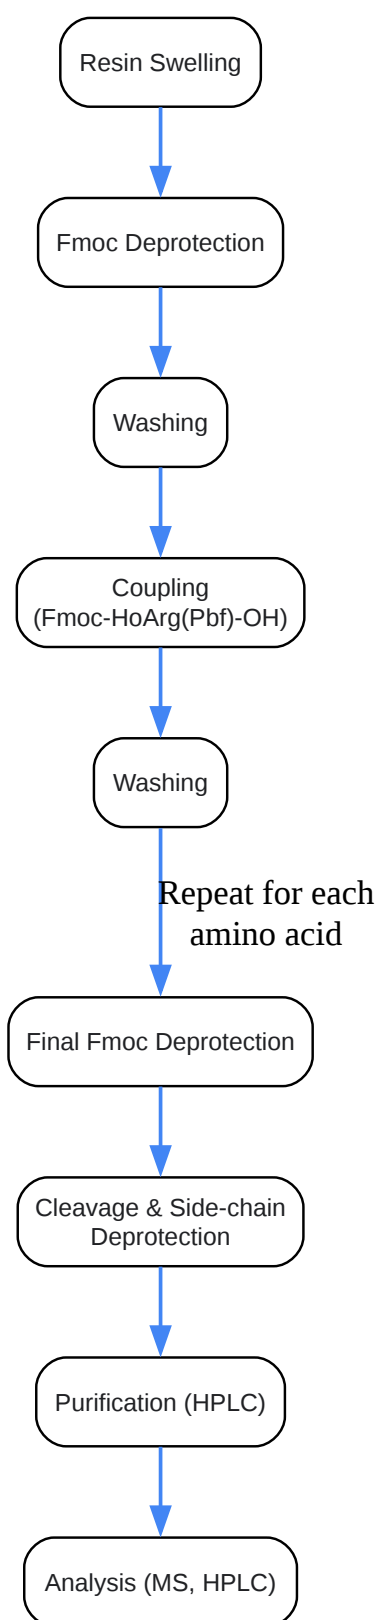 Resin Swelling
Fmoc Deprotection
Washing
Coupling
(Fmoc-HoArg(Pbf)-OH)
Washing
Repeat for each
amino acid
Final Fmoc Deprotection
Cleavage & Side-chain
Deprotection
Purification (HPLC)
Analysis (MS, HPLC)